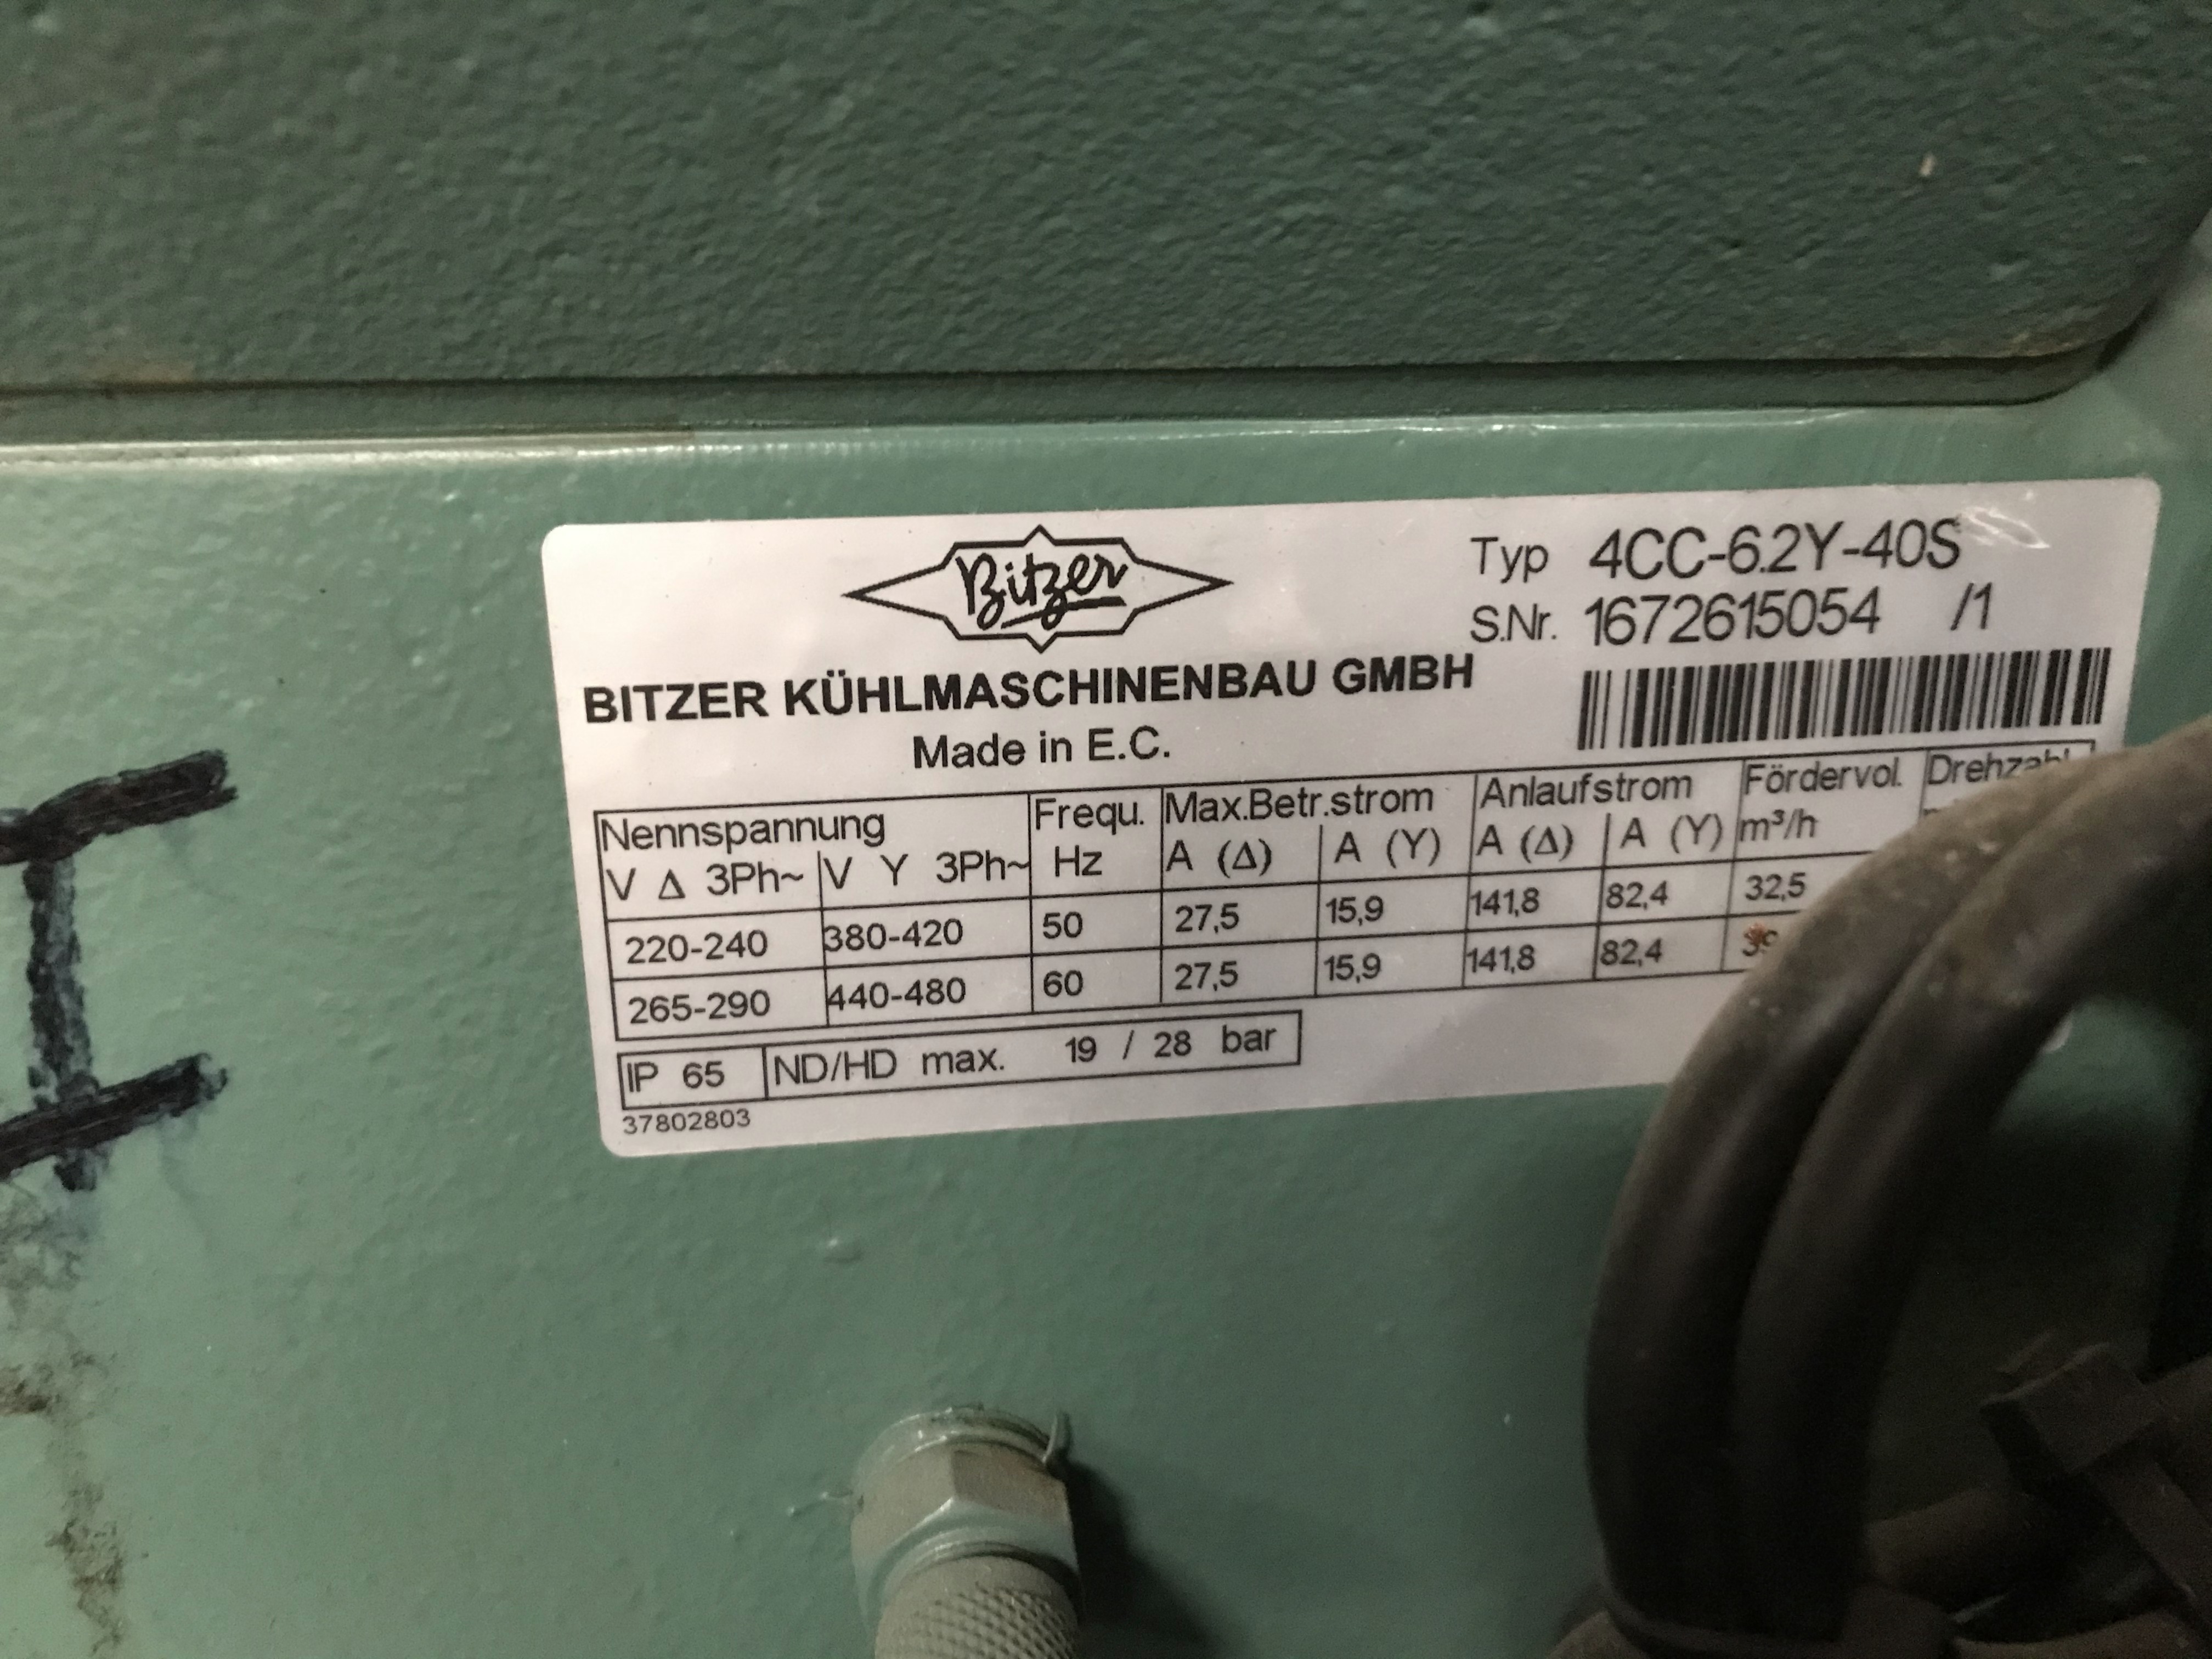 Bitzer
Typ 4CC-6.2Y-40S
S.Nr. 1672615054 /1
BITZER KÜHLMASCHINENBAU GMBH
Made in E.C.
Nennspannung Frequ. Max.Betr.strom Anlaufstrom Fördervol.
V Δ 3Ph~ V Y 3Ph~ Hz A (Δ) A (Y) A (Δ) A (Y) m³/h
220-240 380-420 50 27,5 15,9 141,8 82,4 32,5
265-290 440-480 60 27,5 15,9 141,8 82,4
IP 65 ND/HD max. 19 / 28 bar
37802803